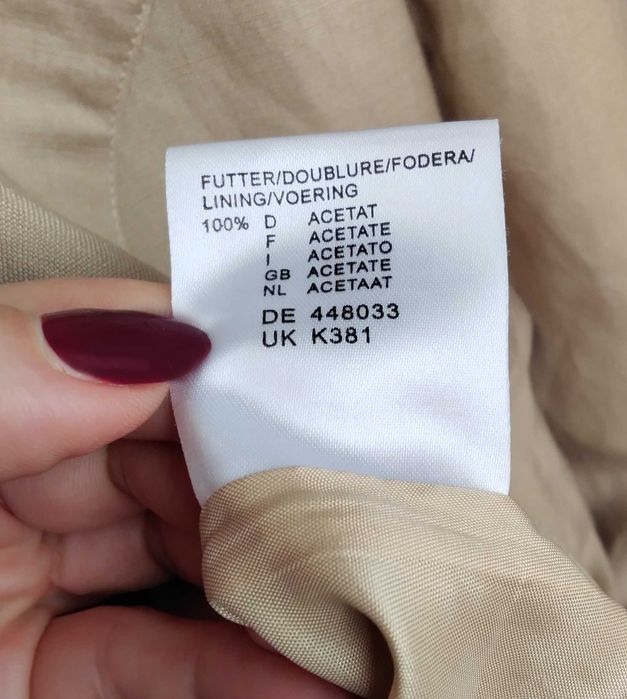 FUTTER/DOUBLURE/FODERA/
LINING/VOERING
100% D ACETAT
F ACETATE
I ACETATO
GB ACETATE
NL ACETAAT
DE 448033
UK K381